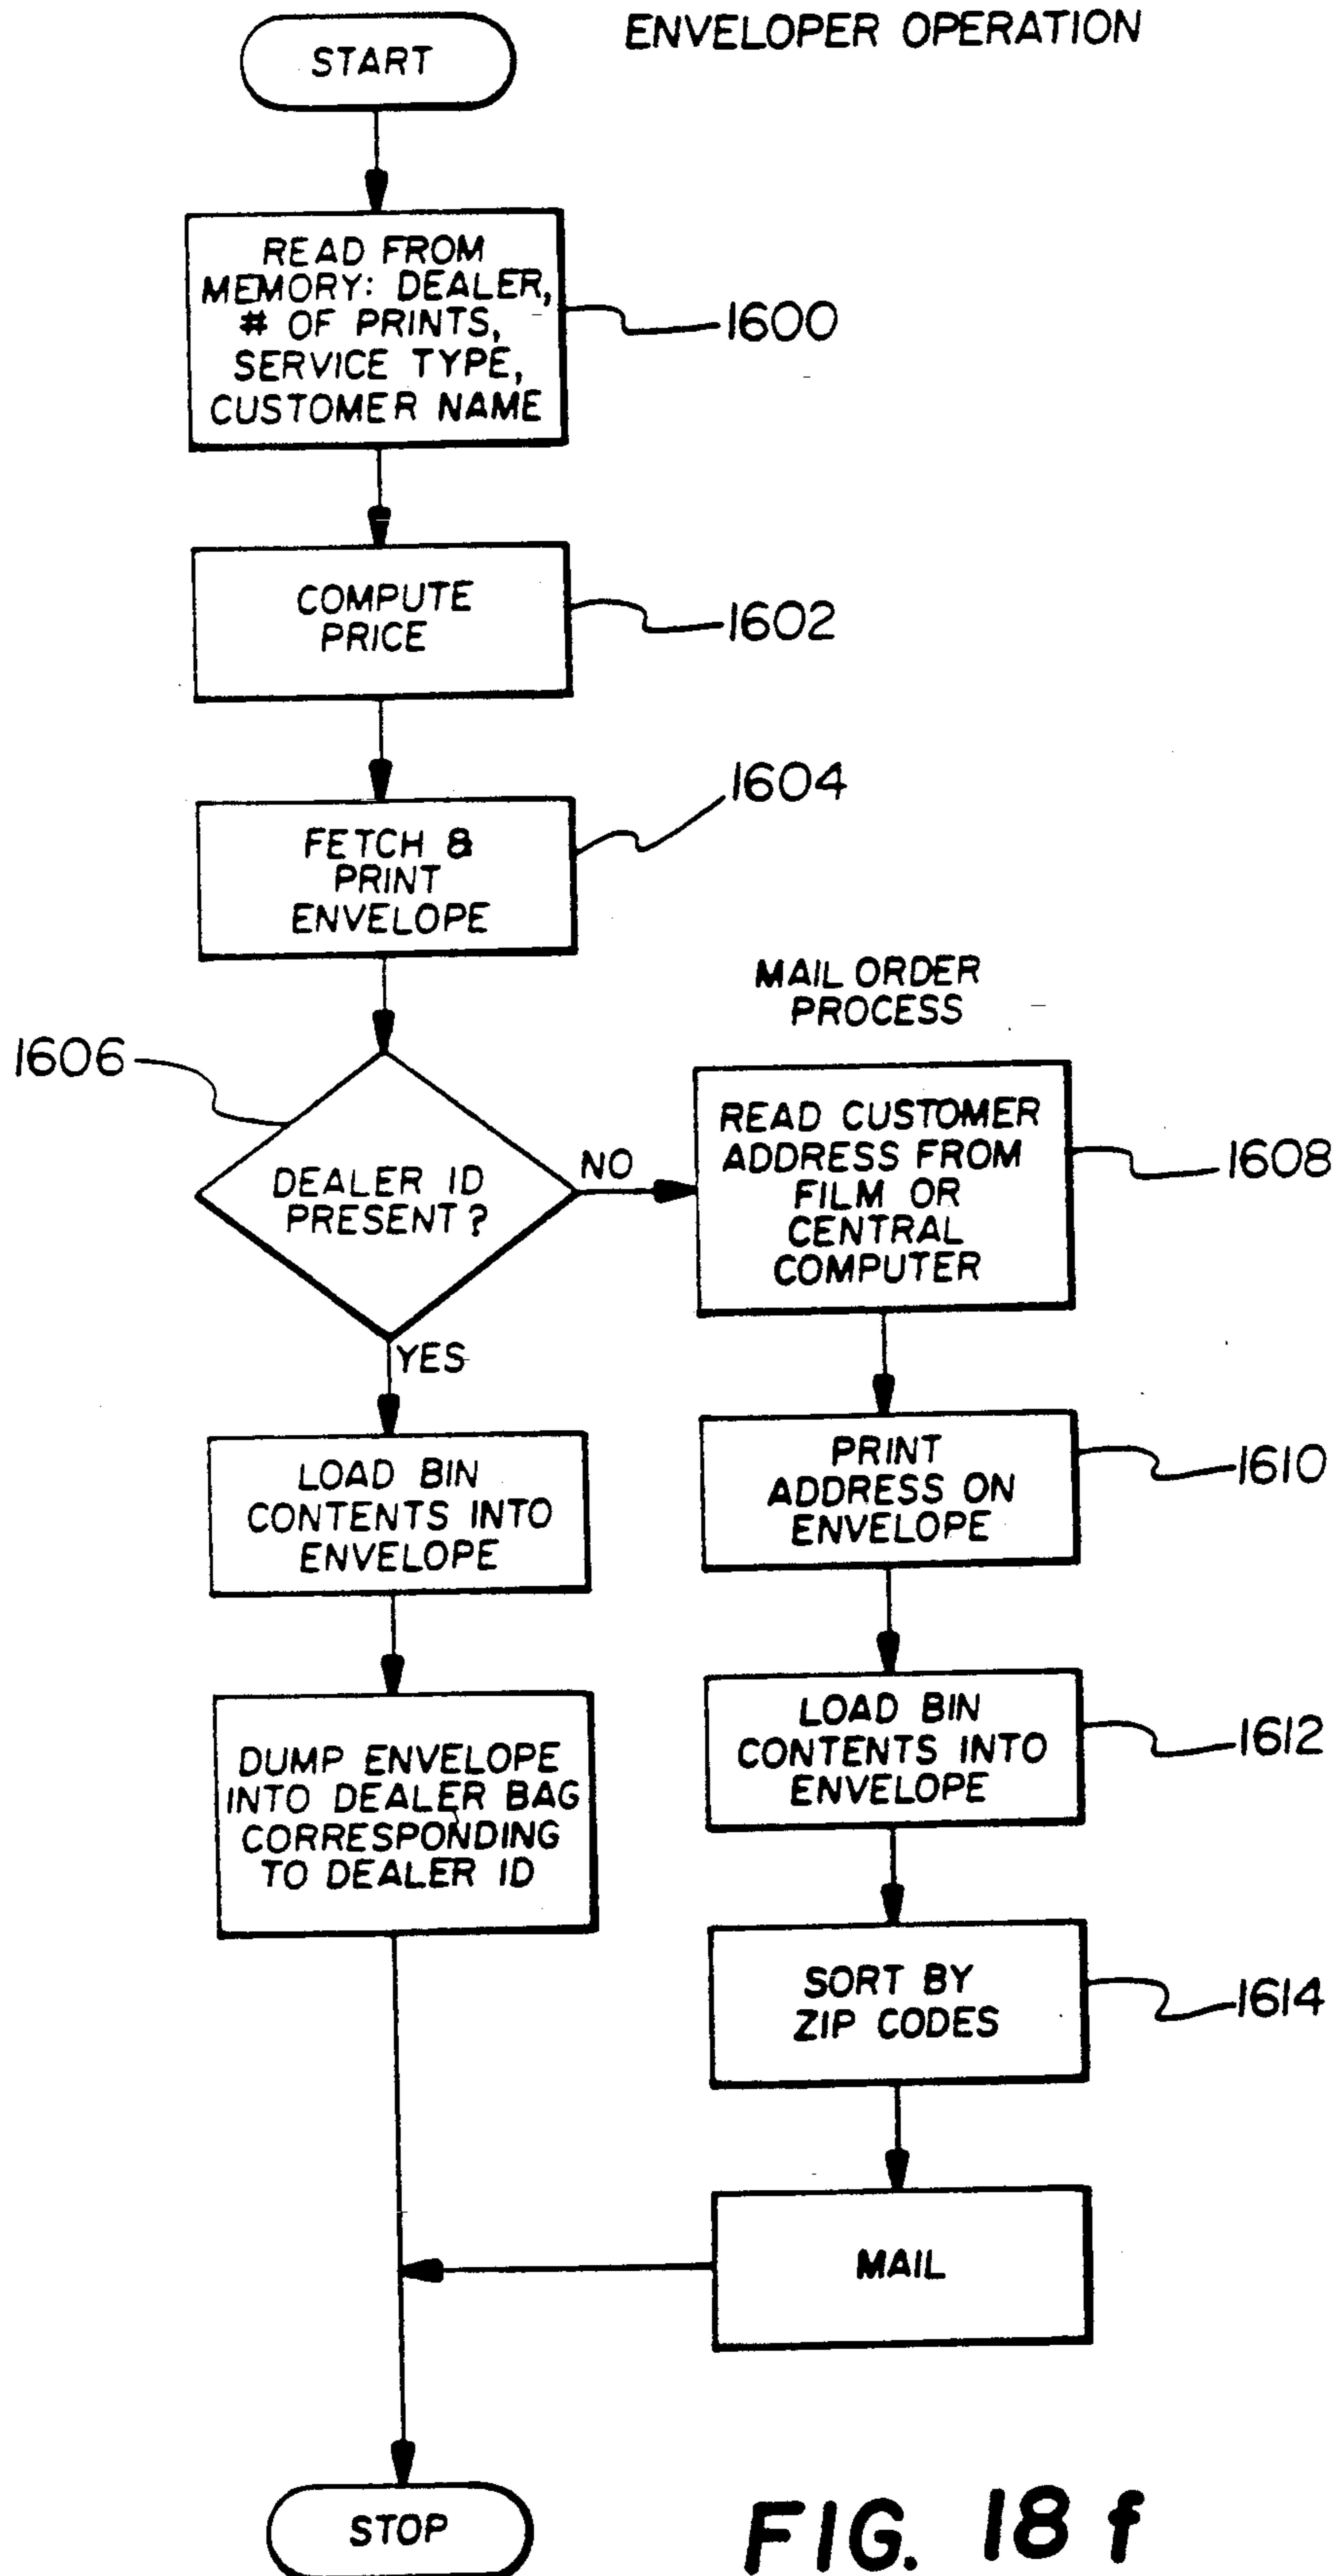 ENVELOPER OPERATION
START
READ FROM
MEMORY: DEALER,
# OF PRINTS,
SERVICE TYPE,
CUSTOMER NAME
1600
COMPUTE
PRICE
1602
1604
FETCH &
PRINT
ENVELOPE
MAIL ORDER
PROCESS
1606
DEALER ID
PRESENT?
NO
YES
READ CUSTOMER
ADDRESS FROM
FILM OR
CENTRAL
COMPUTER
1608
LOAD BIN
CONTENTS INTO
ENVELOPE
PRINT
ADDRESS ON
ENVELOPE
1610
DUMP ENVELOPE
INTO DEALER BAG
CORRESPONDING
TO DEALER ID
LOAD BIN
CONTENTS INTO
ENVELOPE
1612
SORT BY
ZIP CODES
1614
MAIL
STOP
FIG. 18 f